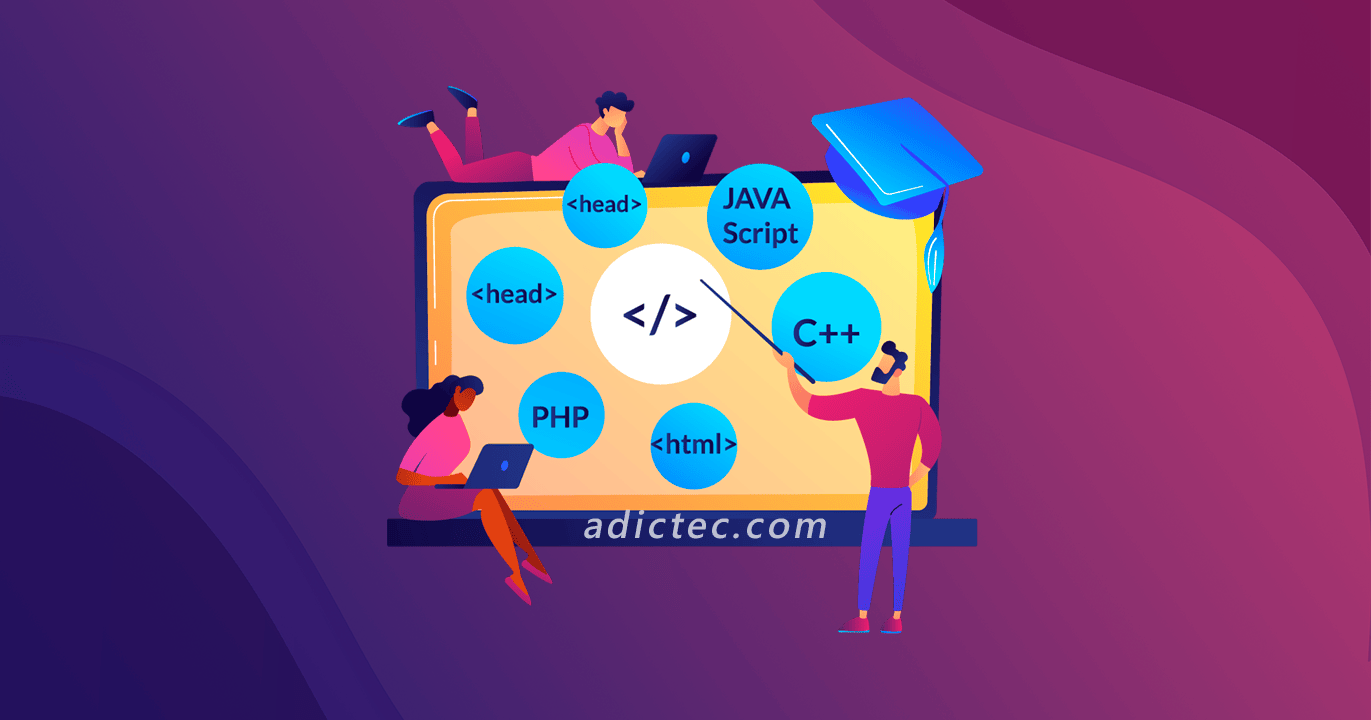 <head>
JAVA
Script
<head>
</>
C++
PHP
<html>
adictec.com